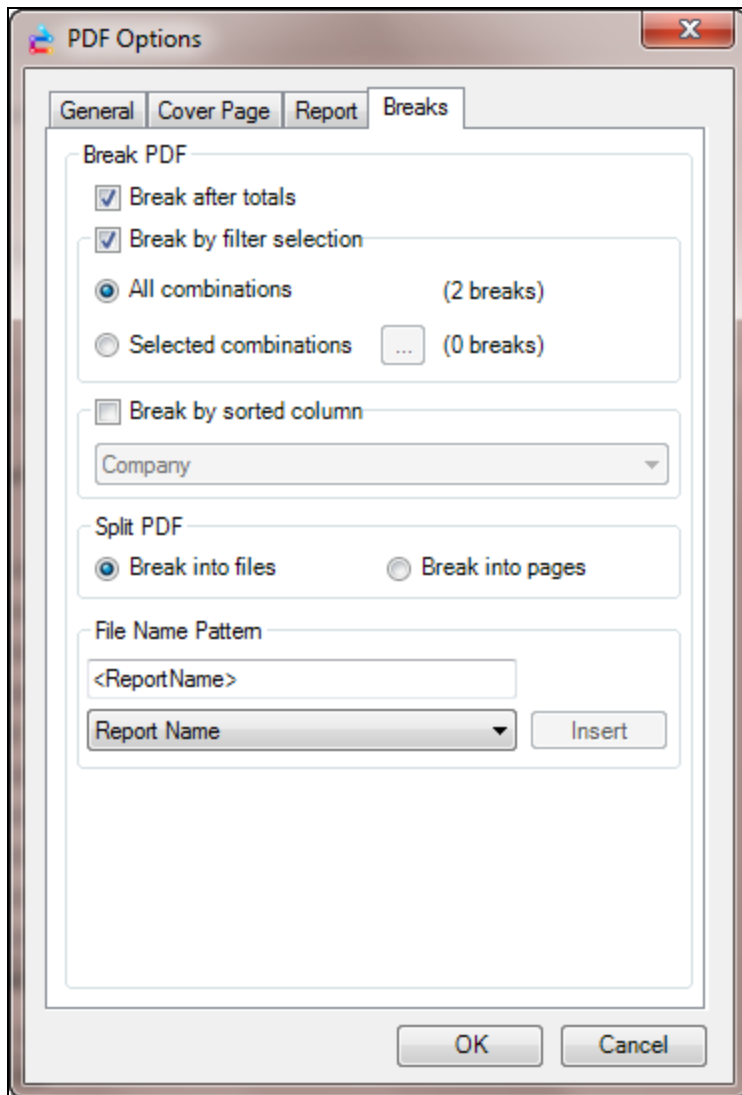 PDF Options
General Cover Page Report Breaks
Break PDF
Break after totals
Break by filter selection
All combinations (2 breaks)
Selected combinations ... (0 breaks)
Break by sorted column
Company
Split PDF
Break into files Break into pages
File Name Pattern
<ReportName>
Report Name Insert
OK Cancel